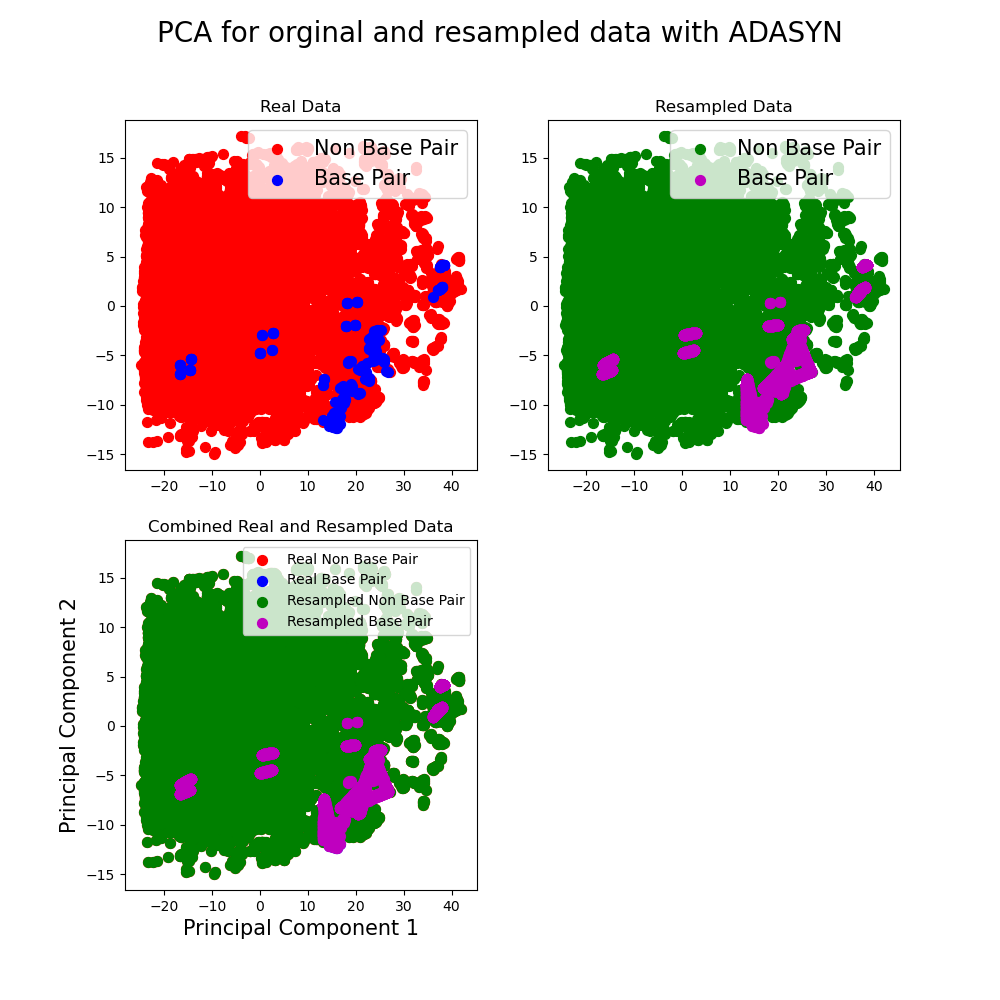 PCA for orginal and resampled data with ADASYN
Real Data
Non Base Pair
Base Pair
15
10
5
0
−5
−10
−15
−20 −10 0 10 20 30 40
Resampled Data
Non Base Pair
Base Pair
15
10
5
0
−5
−10
−15
−20 −10 0 10 20 30 40
Combined Real and Resampled Data
Real Non Base Pair
Real Base Pair
Resampled Non Base Pair
Resampled Base Pair
Principal Component 2
15
10
5
0
−5
−10
−15
−20 −10 0 10 20 30 40
Principal Component 1